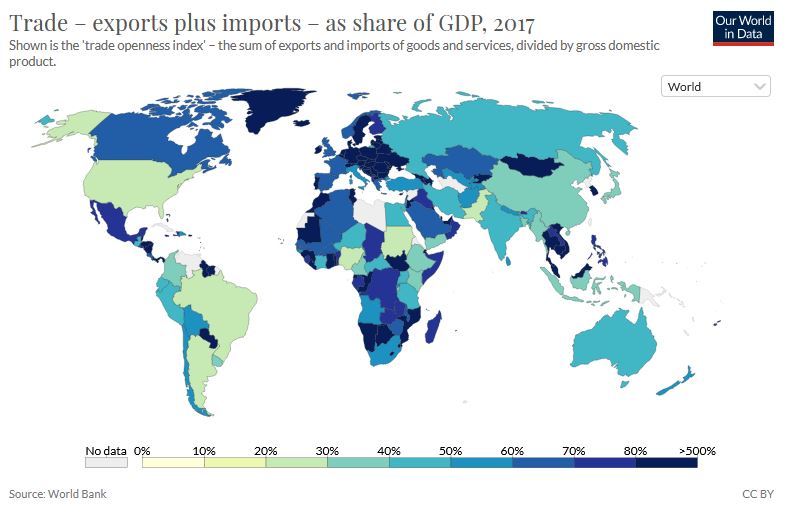 Trade – exports plus imports – as share of GDP, 2017
Our World
in Data
Shown is the 'trade openness index' – the sum of exports and imports of goods and services, divided by gross domestic
product.
World
No data 0% 10% 20% 30% 40% 50% 60% 70% 80% >500%
Source: World Bank
CC BY